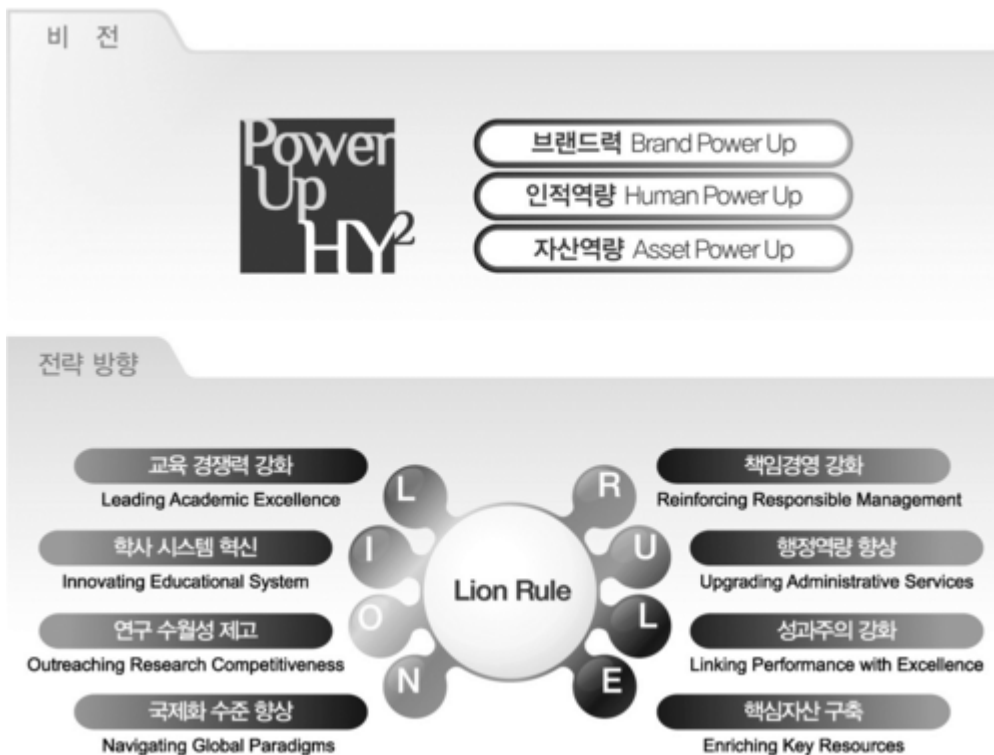 비 전
Power
Up
HY²
브랜드력 Brand Power Up
인적역량 Human Power Up
자산역량 Asset Power Up
전략 방향
교육 경쟁력 강화
Leading Academic Excellence
학사 시스템 혁신
Innovating Educational System
연구 수월성 제고
Outreaching Research Competitiveness
국제화 수준 향상
Navigating Global Paradigms
L
I
O
N
Lion Rule
R
U
L
E
책임경영 강화
Reinforcing Responsible Management
행정역량 향상
Upgrading Administrative Services
성과주의 강화
Linking Performance with Excellence
핵심자산 구축
Enriching Key Resources